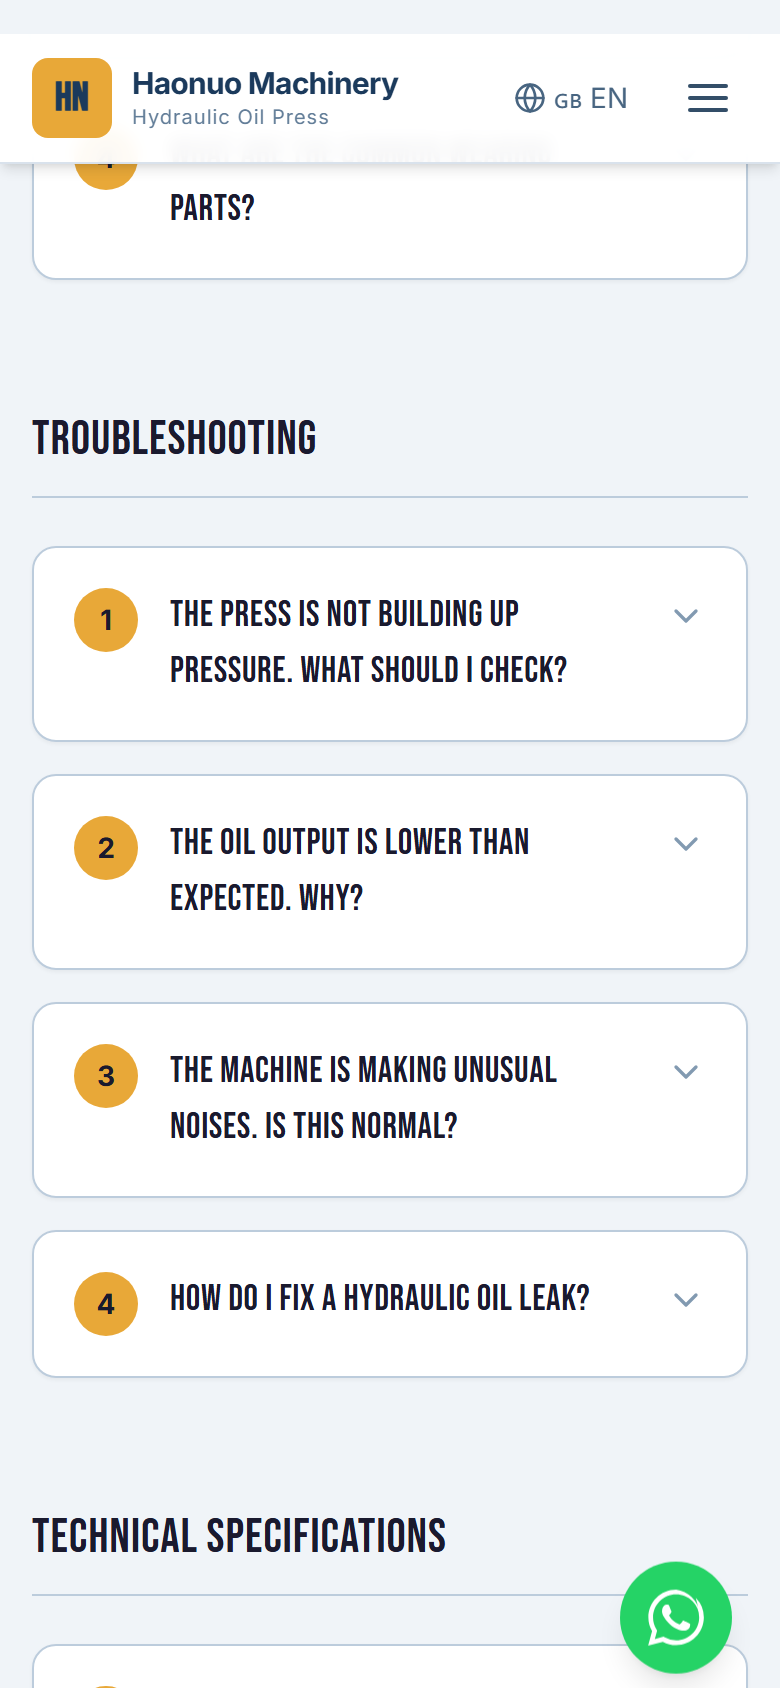 HN
Haonuo Machinery
Hydraulic Oil Press
GB EN
PARTS?
TROUBLESHOOTING
1
THE PRESS IS NOT BUILDING UP
PRESSURE. WHAT SHOULD I CHECK?
2
THE OIL OUTPUT IS LOWER THAN
EXPECTED. WHY?
3
THE MACHINE IS MAKING UNUSUAL
NOISES. IS THIS NORMAL?
4
HOW DO I FIX A HYDRAULIC OIL LEAK?
TECHNICAL SPECIFICATIONS